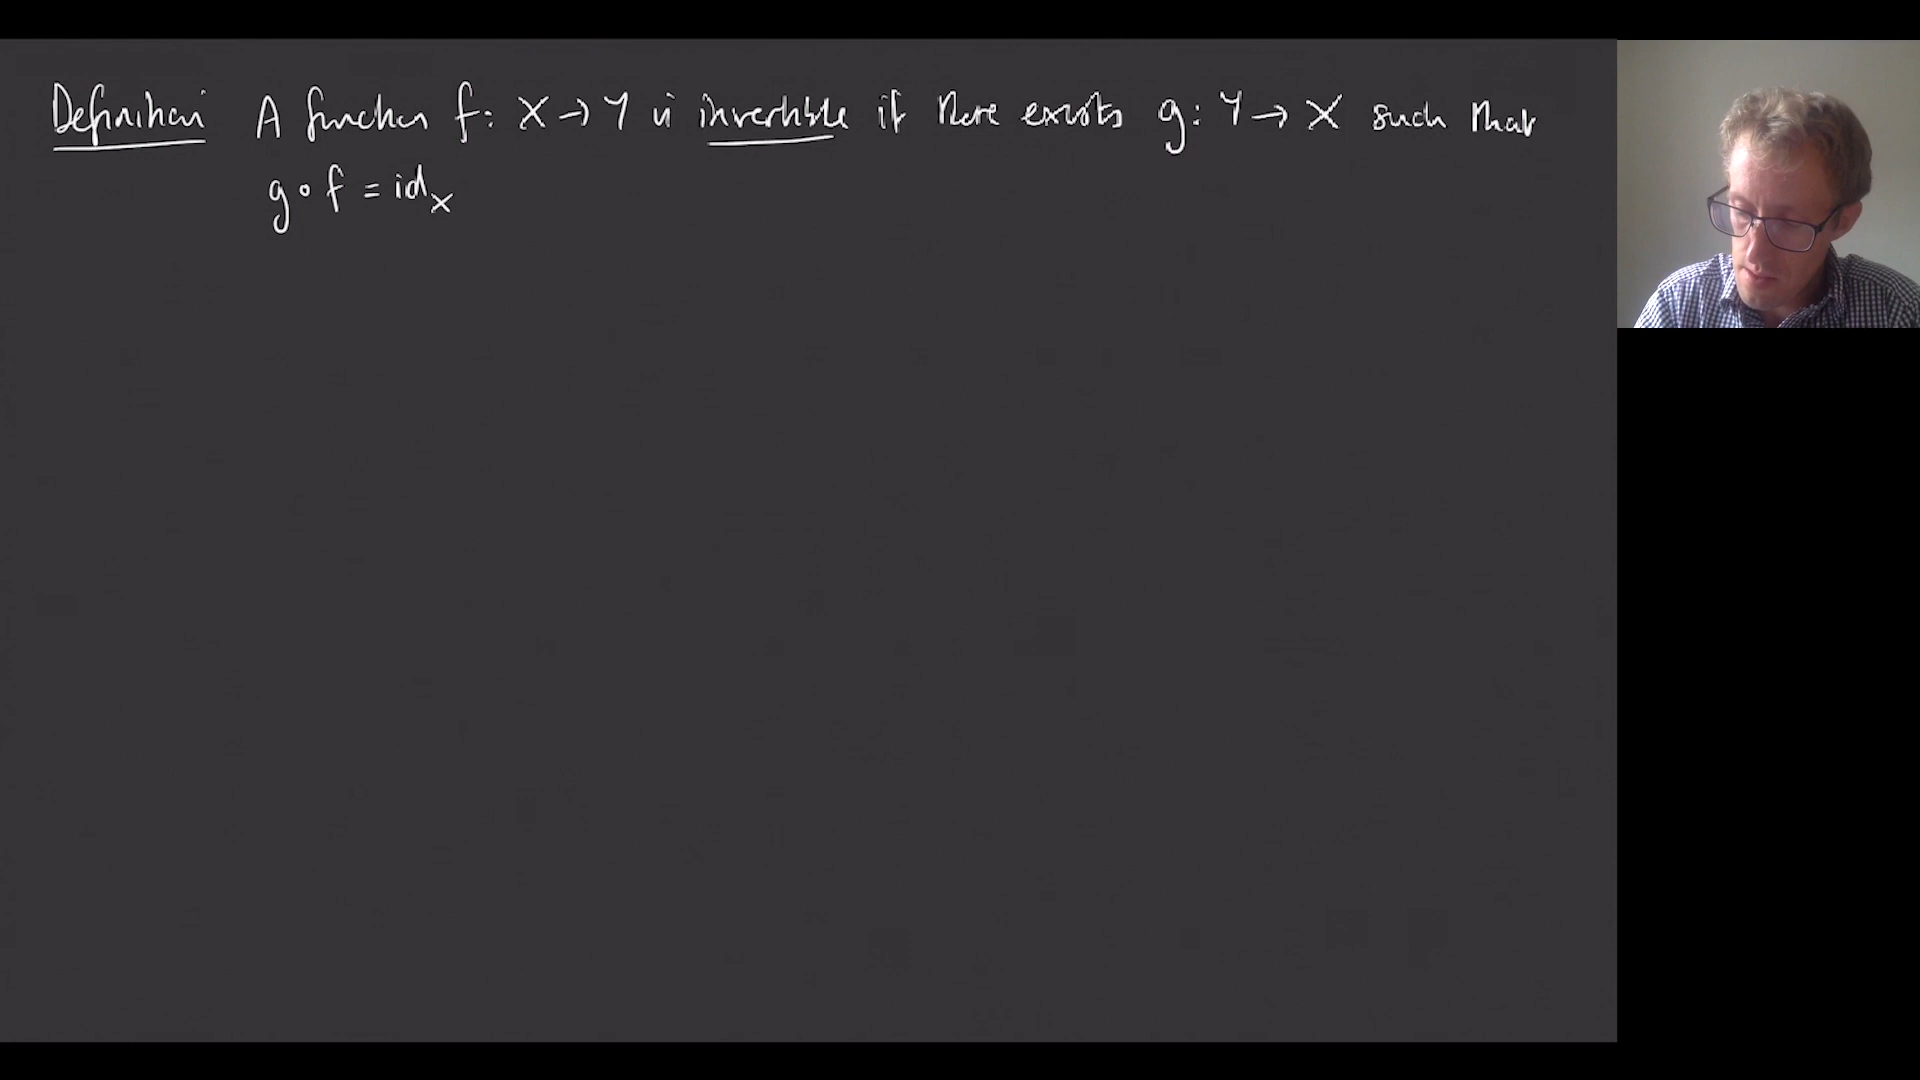 Definition A function f: X → Y is invertible if there exists g: Y → X such that
g∘f = id_X